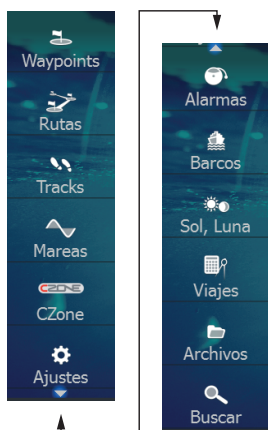 Waypoints
Rutas
Tracks
Mareas
CZONE
CZone
Ajustes
Alarmas
Barcos
Sol, Luna
Viajes
Archivos
Buscar